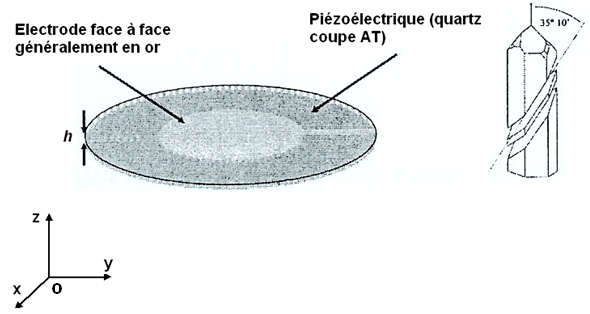 Electrode face à face
généralement en or
Piézoélectrique (quartz
coupe AT)
35° 10'
h
z
y
x
O